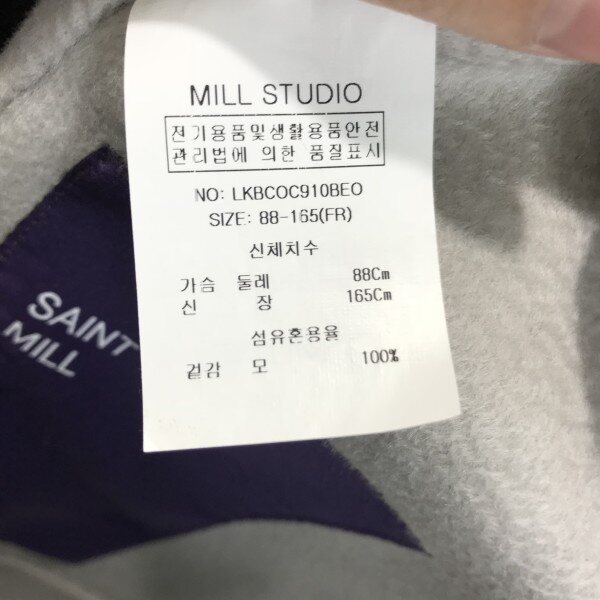 MILL STUDIO
전기용품및생활용품안전
관리법에 의한 품질표시
NO: LKBCOC910BEO
SIZE: 88-165(FR)
신체치수
가슴 둘레 88Cm
신 장 165Cm
섬유혼용율
겉감 모 100%
SAINT
MILL